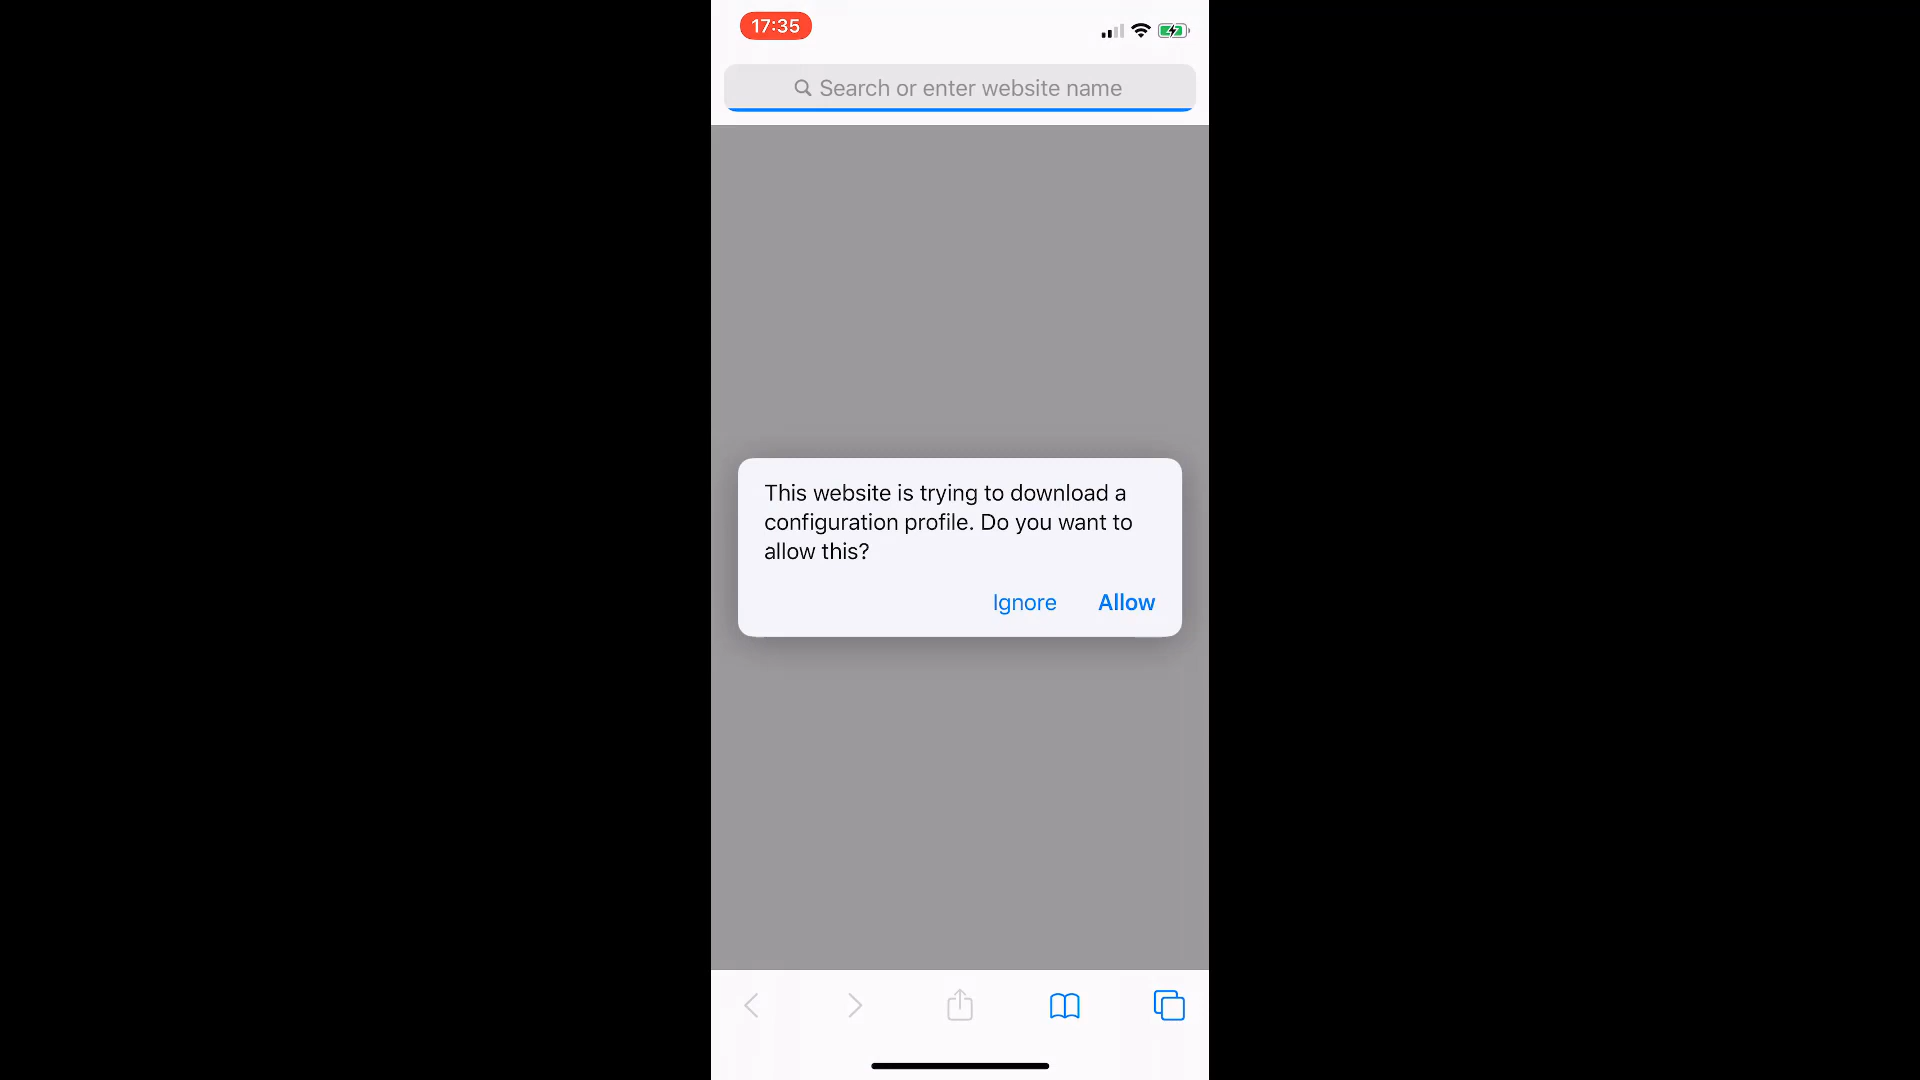 17:35
Search or enter website name
This website is trying to download a
configuration profile. Do you want to
allow this?
Ignore Allow